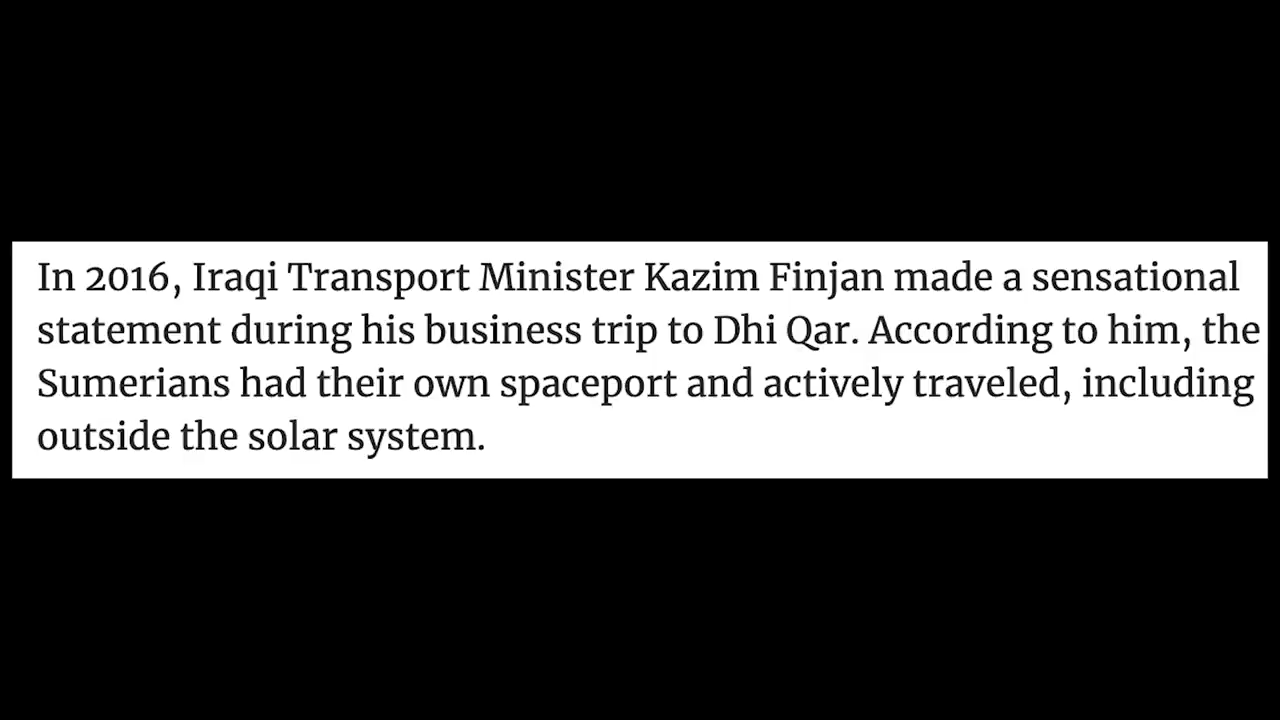 In 2016, Iraqi Transport Minister Kazim Finjan made a sensational
statement during his business trip to Dhi Qar. According to him, the
Sumerians had their own spaceport and actively traveled, including
outside the solar system.